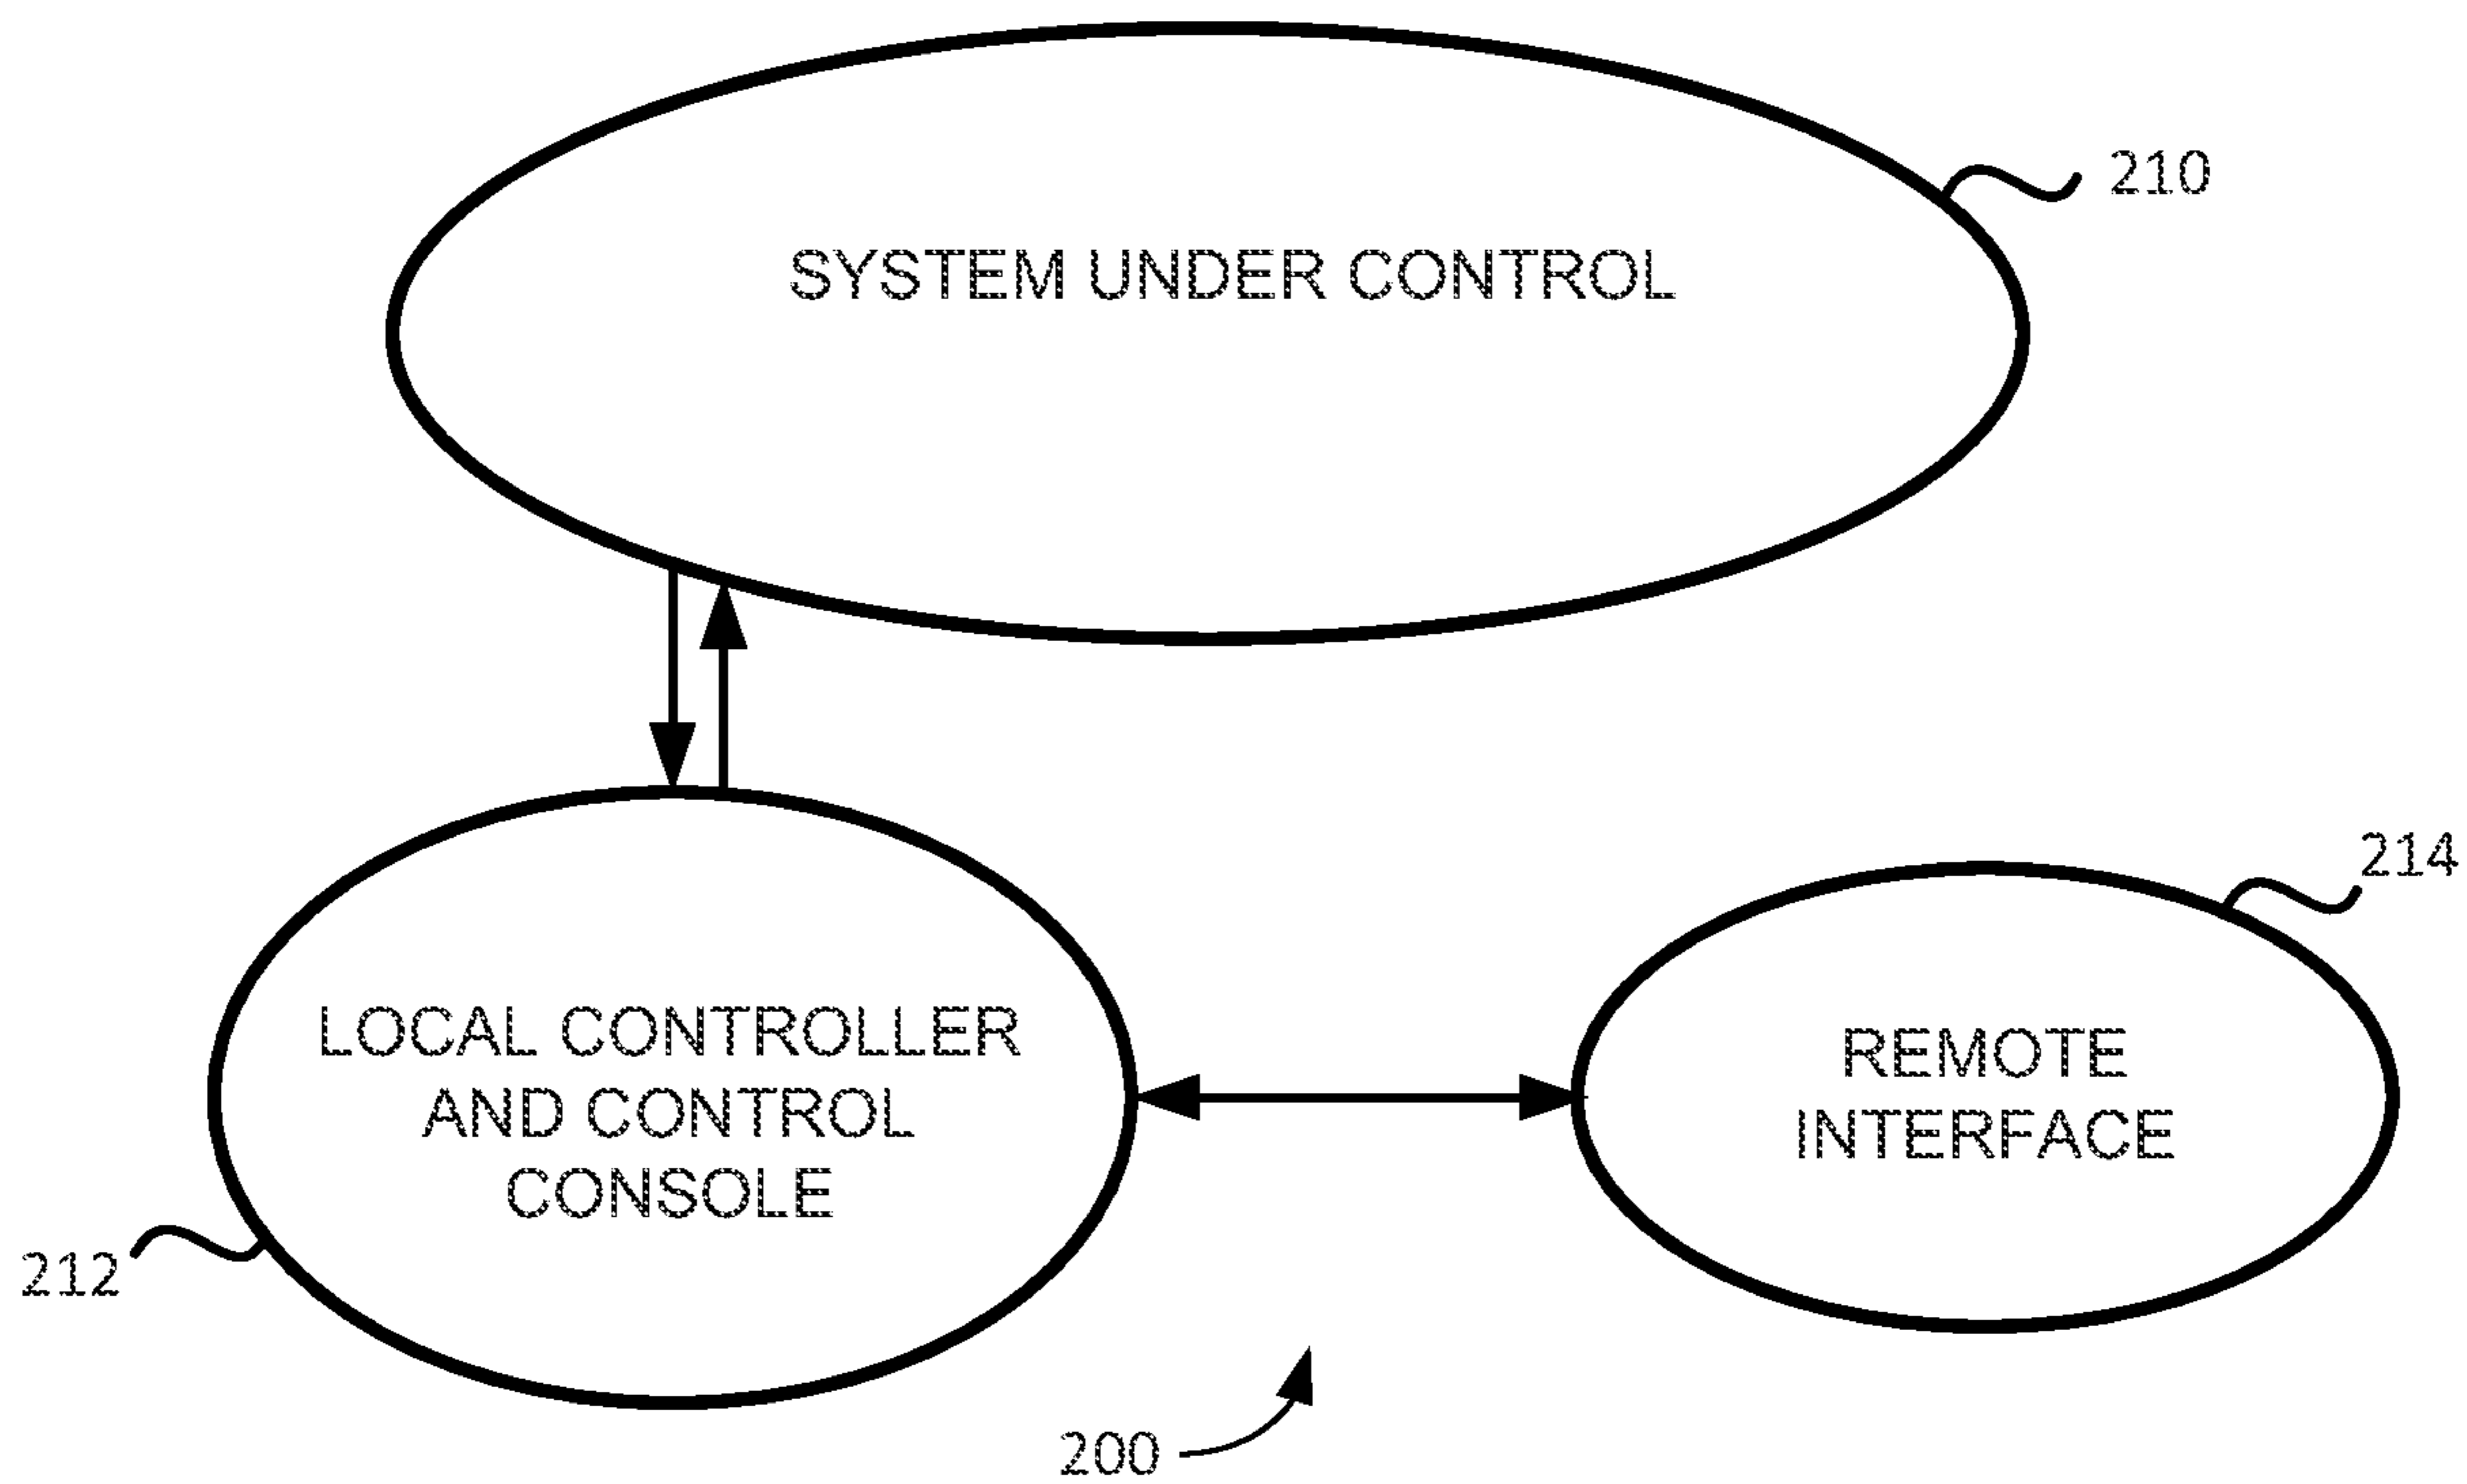 210
SYSTEM UNDER CONTROL
214
LOCAL CONTROLLER
AND CONTROL
CONSOLE
REMOTE
INTERFACE
212
200